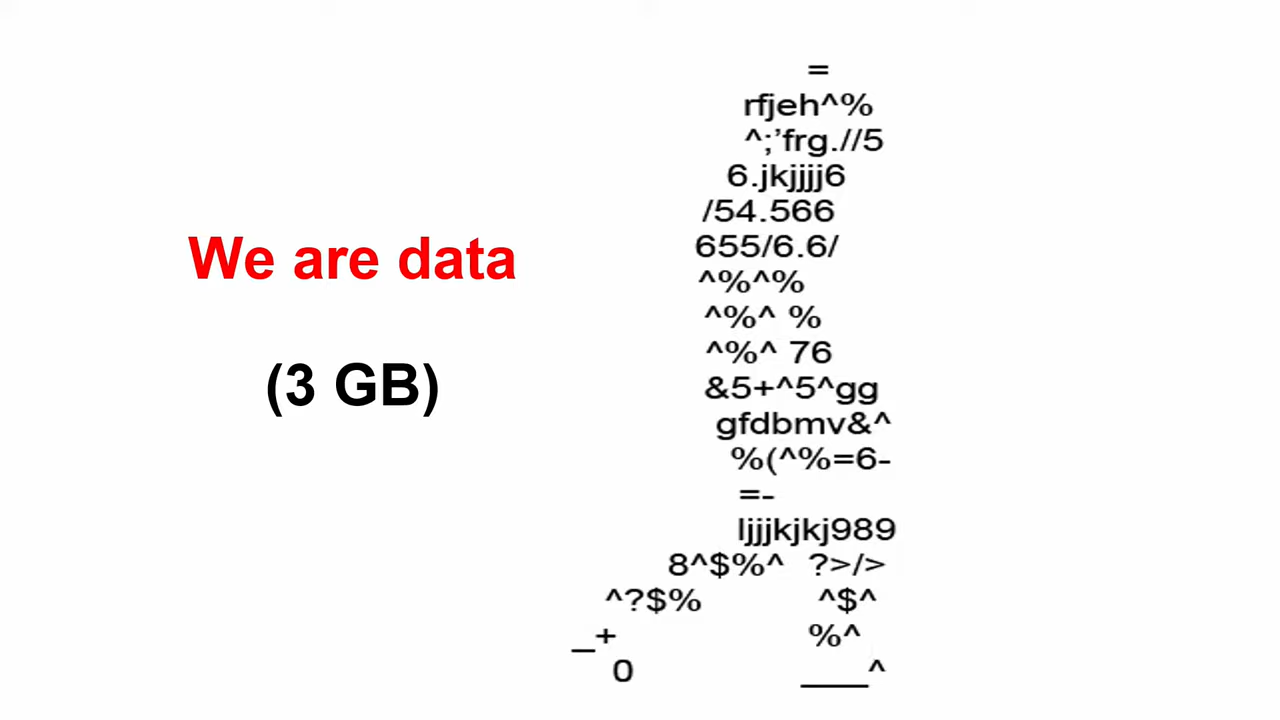 We are data
(3 GB)
=
rfjeh^%
^;’frg.//5
6.jkjjjj6
/54.566
655/6.6/
^%^%
^%^ %
^%^ 76
&5+^5^gg
gfdbmv&^
%(^%=6-
=-
ljjjkjkj989
8^$%^ ?>/>
^?$% ^$^
_+ %^
0 ____^